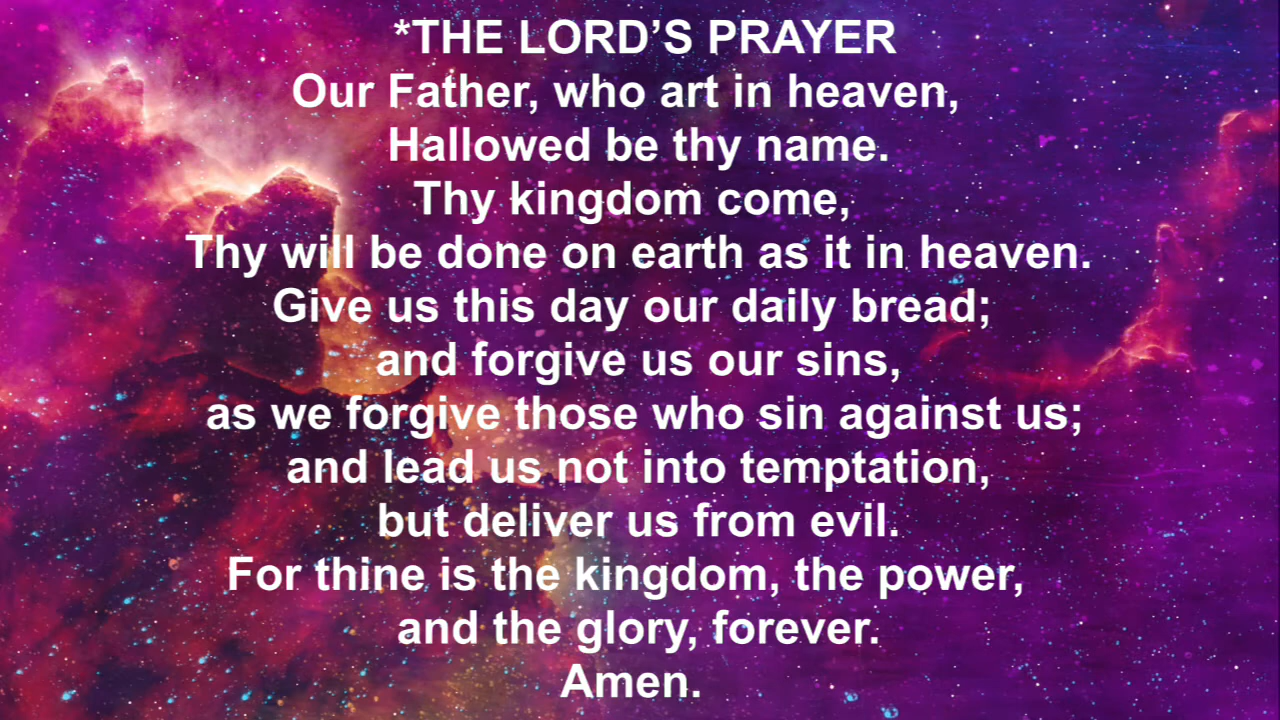 *THE LORD’S PRAYER
Our Father, who art in heaven,
Hallowed be thy name.
Thy kingdom come,
Thy will be done on earth as it in heaven.
Give us this day our daily bread;
and forgive us our sins,
as we forgive those who sin against us;
and lead us not into temptation,
but deliver us from evil.
For thine is the kingdom, the power,
and the glory, forever.
Amen.